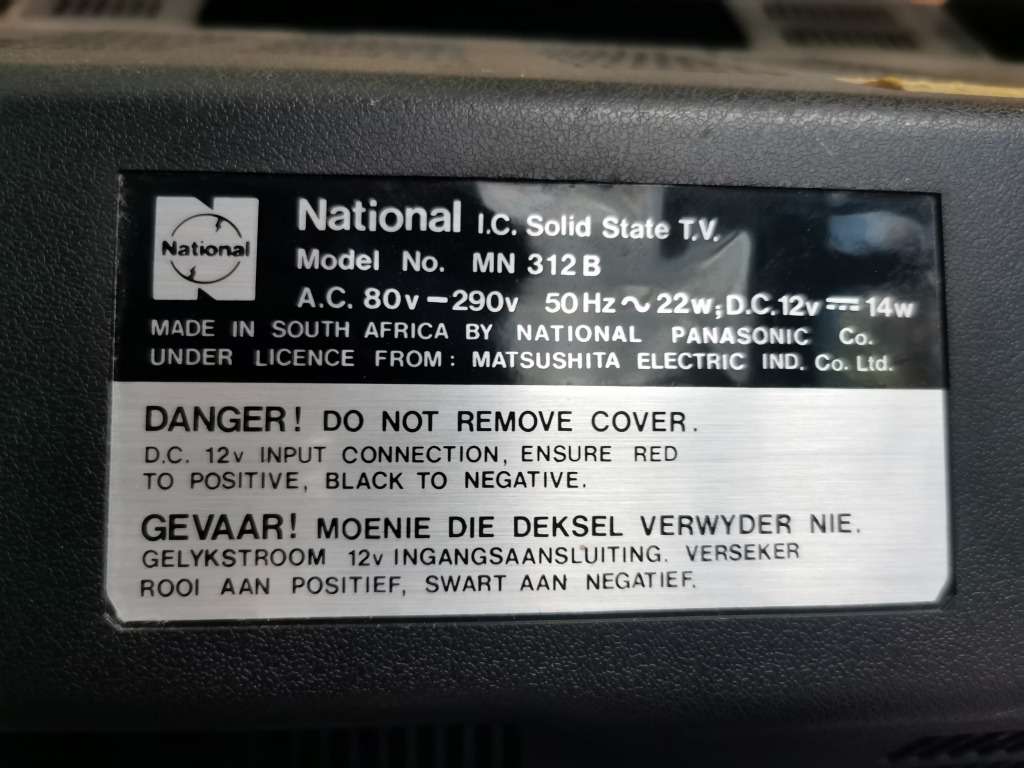 National
National I.C. Solid State T.V.
Model No. MN 312 B
A.C. 80v – 290v 50Hz ~ 22w; D.C. 12v ⎓ 14w
MADE IN SOUTH AFRICA BY NATIONAL PANASONIC Co.
UNDER LICENCE FROM: MATSUSHITA ELECTRIC IND. Co. Ltd.
DANGER! DO NOT REMOVE COVER.
D.C. 12v INPUT CONNECTION, ENSURE RED
TO POSITIVE, BLACK TO NEGATIVE.
GEVAAR! MOENIE DIE DEKSEL VERWYDER NIE.
GELYKSTROOM 12v INGANGSAANSLUITING. VERSEKER
ROOI AAN POSITIEF, SWART AAN NEGATIEF.